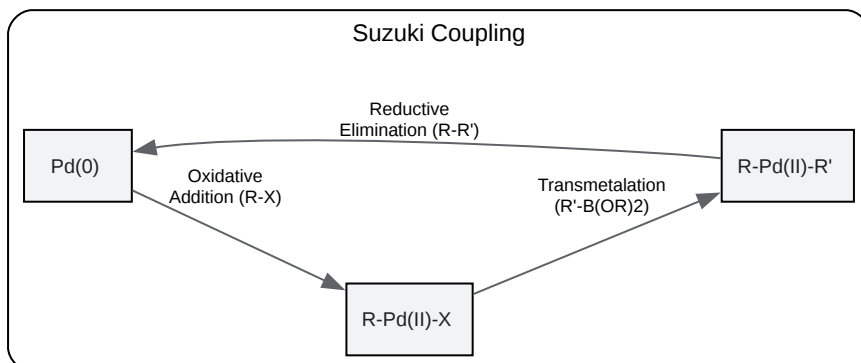 Suzuki Coupling
Reductive
Elimination (R-R')
Pd(0)
R-Pd(II)-R'
Oxidative
Addition (R-X)
Transmetalation
(R'-B(OR)2)
R-Pd(II)-X